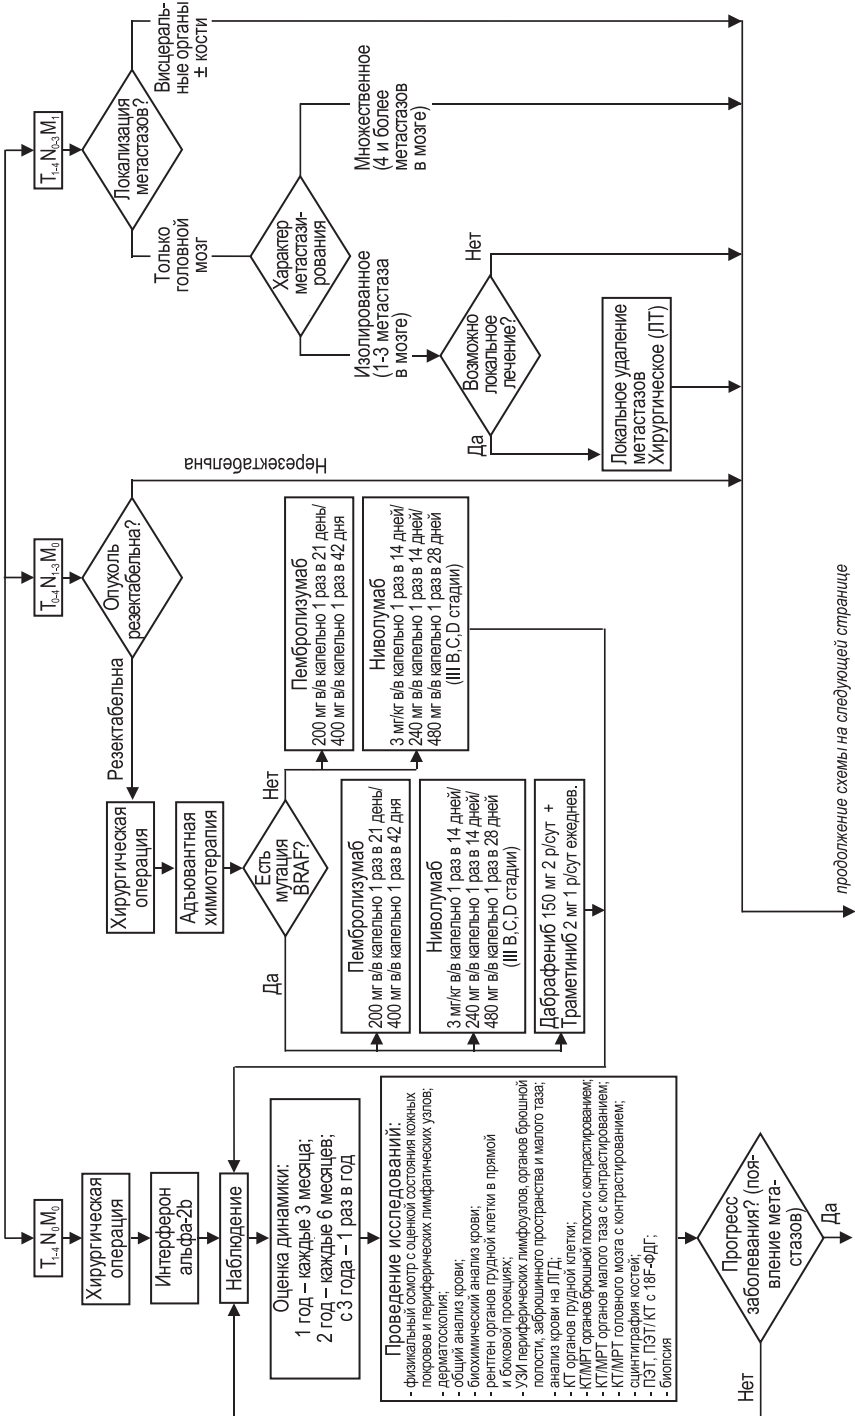 T1-4 N0 M0
Хирургическая
операция
Интерферон
альфа-2b
Наблюдение
Оценка динамики:
1 год – каждые 3 месяца;
2 год – каждые 6 месяцев;
с 3 года – 1 раз в год
Проведение исследований:
- физикальный осмотр с оценкой состояния кожных
покровов и периферических лимфатических узлов;
- дерматоскопия;
- общий анализ крови;
- биохимический анализ крови;
- рентген органов грудной клетки в прямой
и боковой проекциях;
- УЗИ периферических лимфоузлов, органов брюшной
полости, забрюшинного пространства и малого таза;
- анализ крови на ЛГД;
- КТ органов грудной клетки;
- КТ/МРТ органов брюшной полости с контрастированием;
- КТ/МРТ органов малого таза с контрастированием;
- КТ/МРТ головного мозга с контрастированием;
- сцинтиграфия костей;
- ПЭТ, ПЭТ/ КТ с 18F-ФДГ;
- биопсия
Прогресс
заболевания? (поя-
вление мета-
стазов)
Нет
Да
T0-4 N1-3 M0
Опухоль
резектабельна?
Резектабельна
Нерезектабельна
Хирургическая
операция
Адъювантная
химиотерапия
Есть
мутация
BRAF?
Да
Нет
Пембролизумаб
200 мг в/в капельно 1 раз в 21 день/
400 мг в/в капельно 1 раз в 42 дня
Ниволумаб
3 мг/кг в/в капельно 1 раз в 14 дней/
240 мг в/в капельно 1 раз в 14 дней/
480 мг в/в капельно 1 раз в 28 дней
(III B,C,D стадии)
Дабрафениб 150 мг 2 р/сут +
Траметиниб 2 мг 1 р/сут ежеднев.
Пембролизумаб
200 мг в/в капельно 1 раз в 21 день/
400 мг в/в капельно 1 раз в 42 дня
Ниволумаб
3 мг/кг в/в капельно 1 раз в 14 дней/
240 мг в/в капельно 1 раз в 14 дней/
480 мг в/в капельно 1 раз в 28 дней
(III B,C,D стадии)
T1-4 N0-3 M1
Локализация
метастазов?
Только
головной
мозг
Висцераль-
ные органы
± кости
Характер
метастази-
рования
Изолированное
(1-3 метастаза
в мозге)
Множественное
(4 и более
метастазов
в мозге)
Возможно
локальное
лечение?
Да
Нет
Локальное удаление
метастазов
Хирургическое (ЛТ)
продолжение схемы на следующей странице